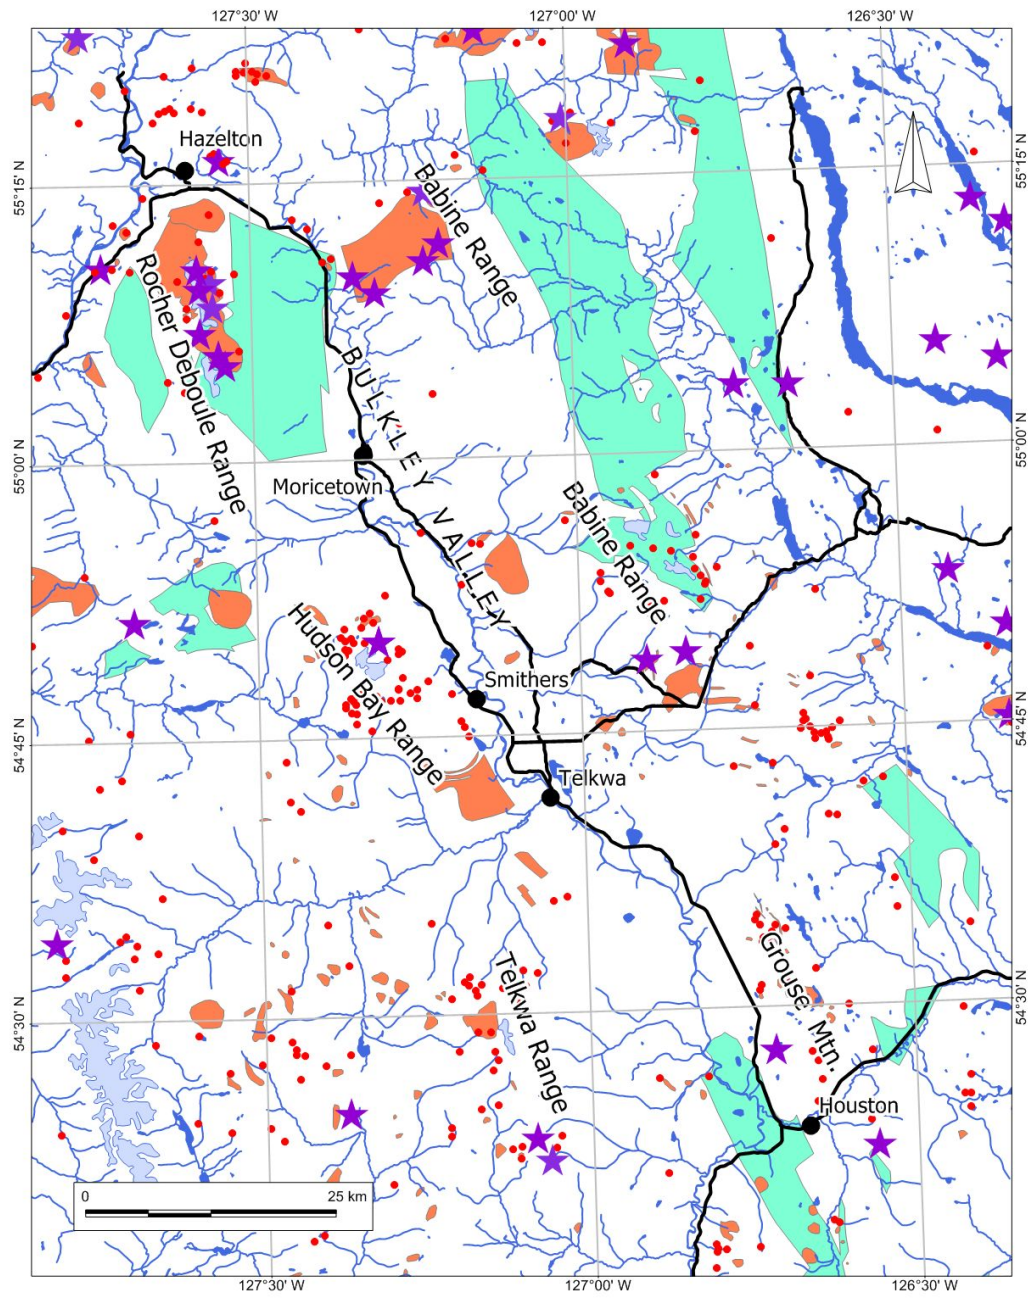 127°30' W
127°00' W
126°30' W
Hazelton
55°15' N
55°15' N
Babine Range
Rocher Deboule Range
BULKLEY VALLEY
55°00' N
55°00' N
Moricetown
Babine Range
Hudson Bay Range
Smithers
54°45' N
54°45' N
Telkwa
Grouse Mtn.
Telkwa Range
54°30' N
54°30' N
Houston
0
25 km
127°30' W
127°00' W
126°30' W